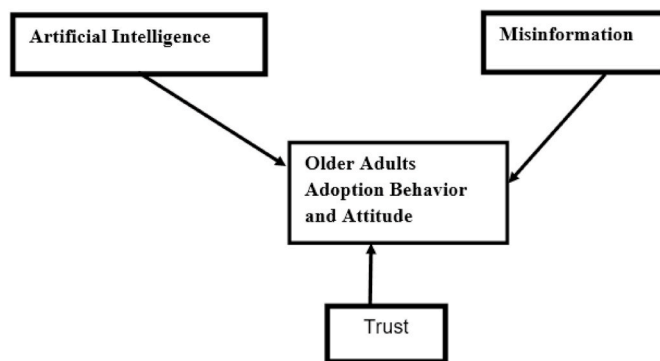 Artificial Intelligence
Misinformation
Older Adults
Adoption Behavior
and Attitude
Trust